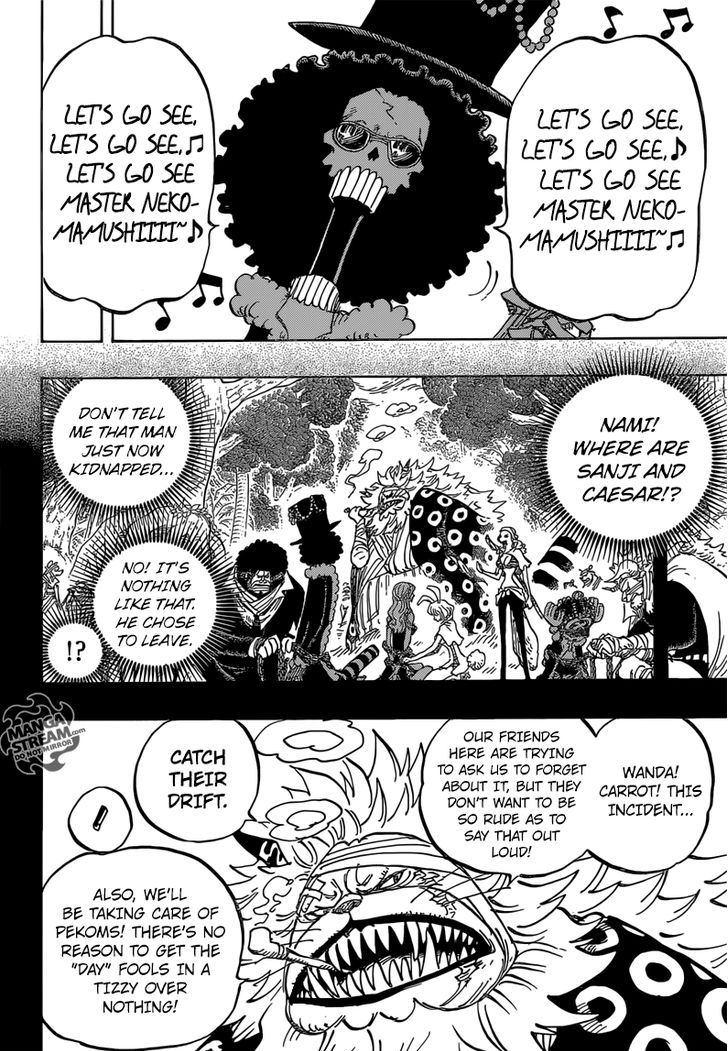 LET'S GO SEE,
LET'S GO SEE,♪
LET'S GO SEE
MASTER NEKO-
MAMUSHIIII~♫
LET'S GO SEE,
LET'S GO SEE,♫
LET'S GO SEE
MASTER NEKO-
MAMUSHIIII~♪
NAMI!
WHERE ARE
SANJI AND
CAESAR!?
DON'T TELL
ME THAT MAN
JUST NOW
KIDNAPPED...
NO! IT'S
NOTHING
LIKE THAT.
HE CHOSE
TO LEAVE.
!?
WANDA!
CARROT! THIS
INCIDENT...
OUR FRIENDS
HERE ARE TRYING
TO ASK US TO FORGET
ABOUT IT, BUT THEY
DON'T WANT TO BE
SO RUDE AS TO
SAY THAT OUT
LOUD!
CATCH
THEIR
DRIFT.
!
ALSO, WE'LL
BE TAKING CARE OF
PEKOMS! THERE'S NO
REASON TO GET THE
"DAY" FOOLS IN A
TIZZY OVER
NOTHING!
MANGA
STREAM.com
DO NOT MIRROR